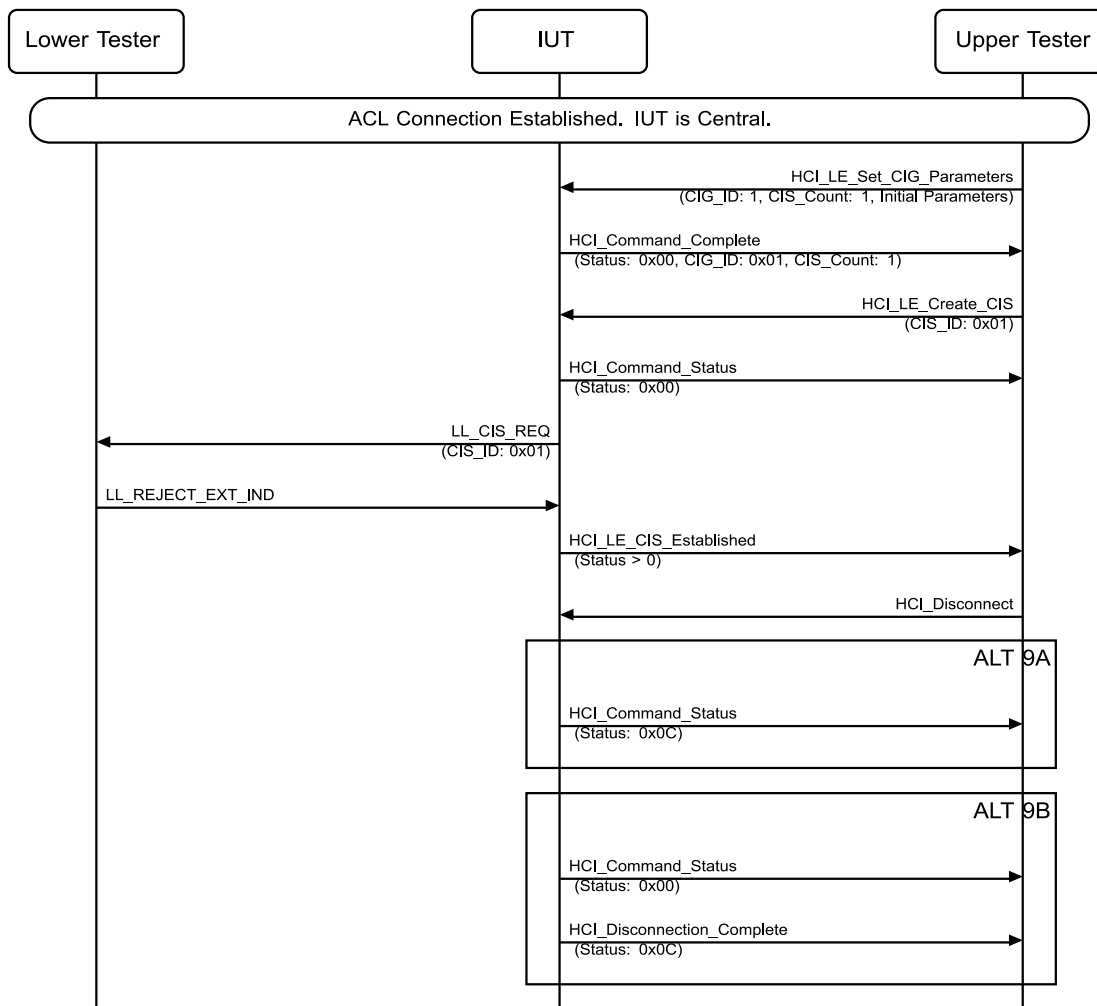 Lower Tester
IUT
Upper Tester
ACL Connection Established. IUT is Central.
HCI_LE_Set_CIG_Parameters
(CIG_ID: 1, CIS_Count: 1, Initial Parameters)
HCI_Command_Complete
(Status: 0x00, CIG_ID: 0x01, CIS_Count: 1)
HCI_LE_Create_CIS
(CIS_ID: 0x01)
HCI_Command_Status
(Status: 0x00)
LL_CIS_REQ
(CIS_ID: 0x01)
LL_REJECT_EXT_IND
HCI_LE_CIS_Established
(Status > 0)
HCI_Disconnect
ALT 9A
HCI_Command_Status
(Status: 0x0C)
ALT 9B
HCI_Command_Status
(Status: 0x00)
HCI_Disconnection_Complete
(Status: 0x0C)